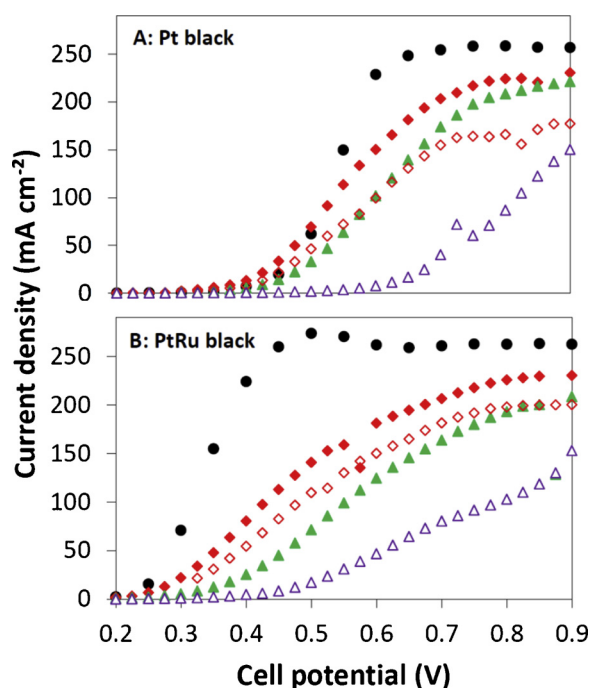 A: Pt black
250
200
150
100
50
0
B: PtRu black
250
200
150
100
50
0
0.2 0.3 0.4 0.5 0.6 0.7 0.8 0.9
Cell potential (V)
Current density (mA cm⁻²)